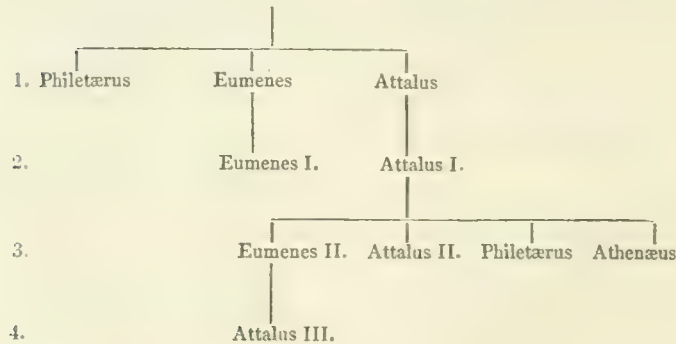 1. Philetærus Eumenes Attalus
2. Eumenes I. Attalus I.
3. Eumenes II. Attalus II. Philetærus Athenæus
4. Attalus III.